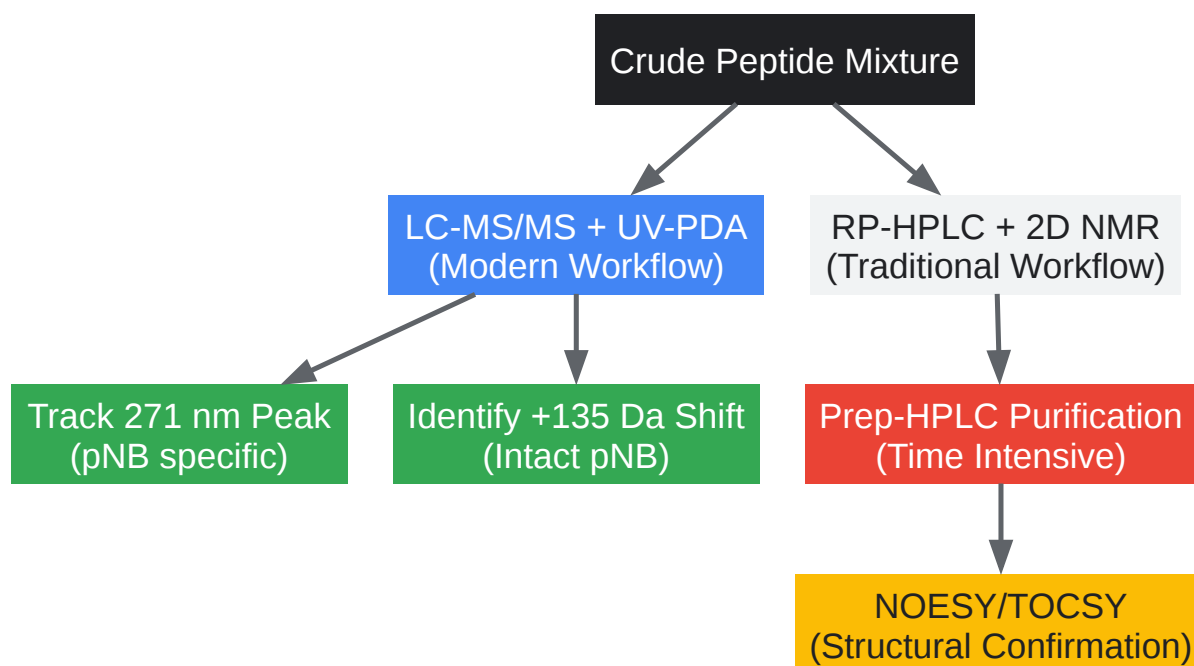 Crude Peptide Mixture
LC-MS/MS + UV-PDA
(Modern Workflow)
RP-HPLC + 2D NMR
(Traditional Workflow)
Track 271 nm Peak
(pNB specific)
Identify +135 Da Shift
(Intact pNB)
Prep-HPLC Purification
(Time Intensive)
NOESY/TOCSY
(Structural Confirmation)